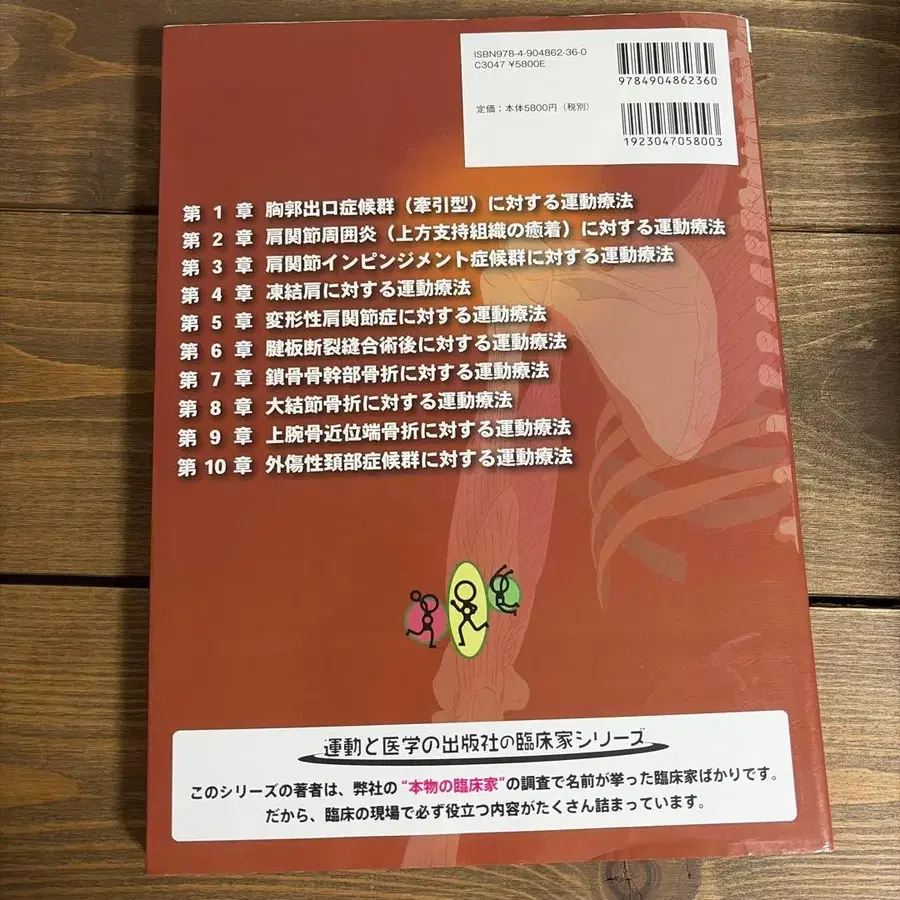 ISBN978-4-904862-36-0
C3047 ¥5800E
9784904862360
定価：本体5800円（税別）
1923047058003
第 1 章 胸郭出口症候群（牽引型）に対する運動療法
第 2 章 肩関節周囲炎（上方支持組織の癒着）に対する運動療法
第 3 章 肩関節インピンジメント症候群に対する運動療法
第 4 章 凍結肩に対する運動療法
第 5 章 変形性肩関節症に対する運動療法
第 6 章 腱板断裂縫合術後に対する運動療法
第 7 章 鎖骨骨幹部骨折に対する運動療法
第 8 章 大結節骨折に対する運動療法
第 9 章 上腕骨近位端骨折に対する運動療法
第 10 章 外傷性頚部症候群に対する運動療法
運動と医学の出版社の臨床家シリーズ
このシリーズの著者は、弊社の“本物の臨床家”の調査で名前が挙った臨床家ばかりです。
だから、臨床の現場で必ず役立つ内容がたくさん詰まっています。